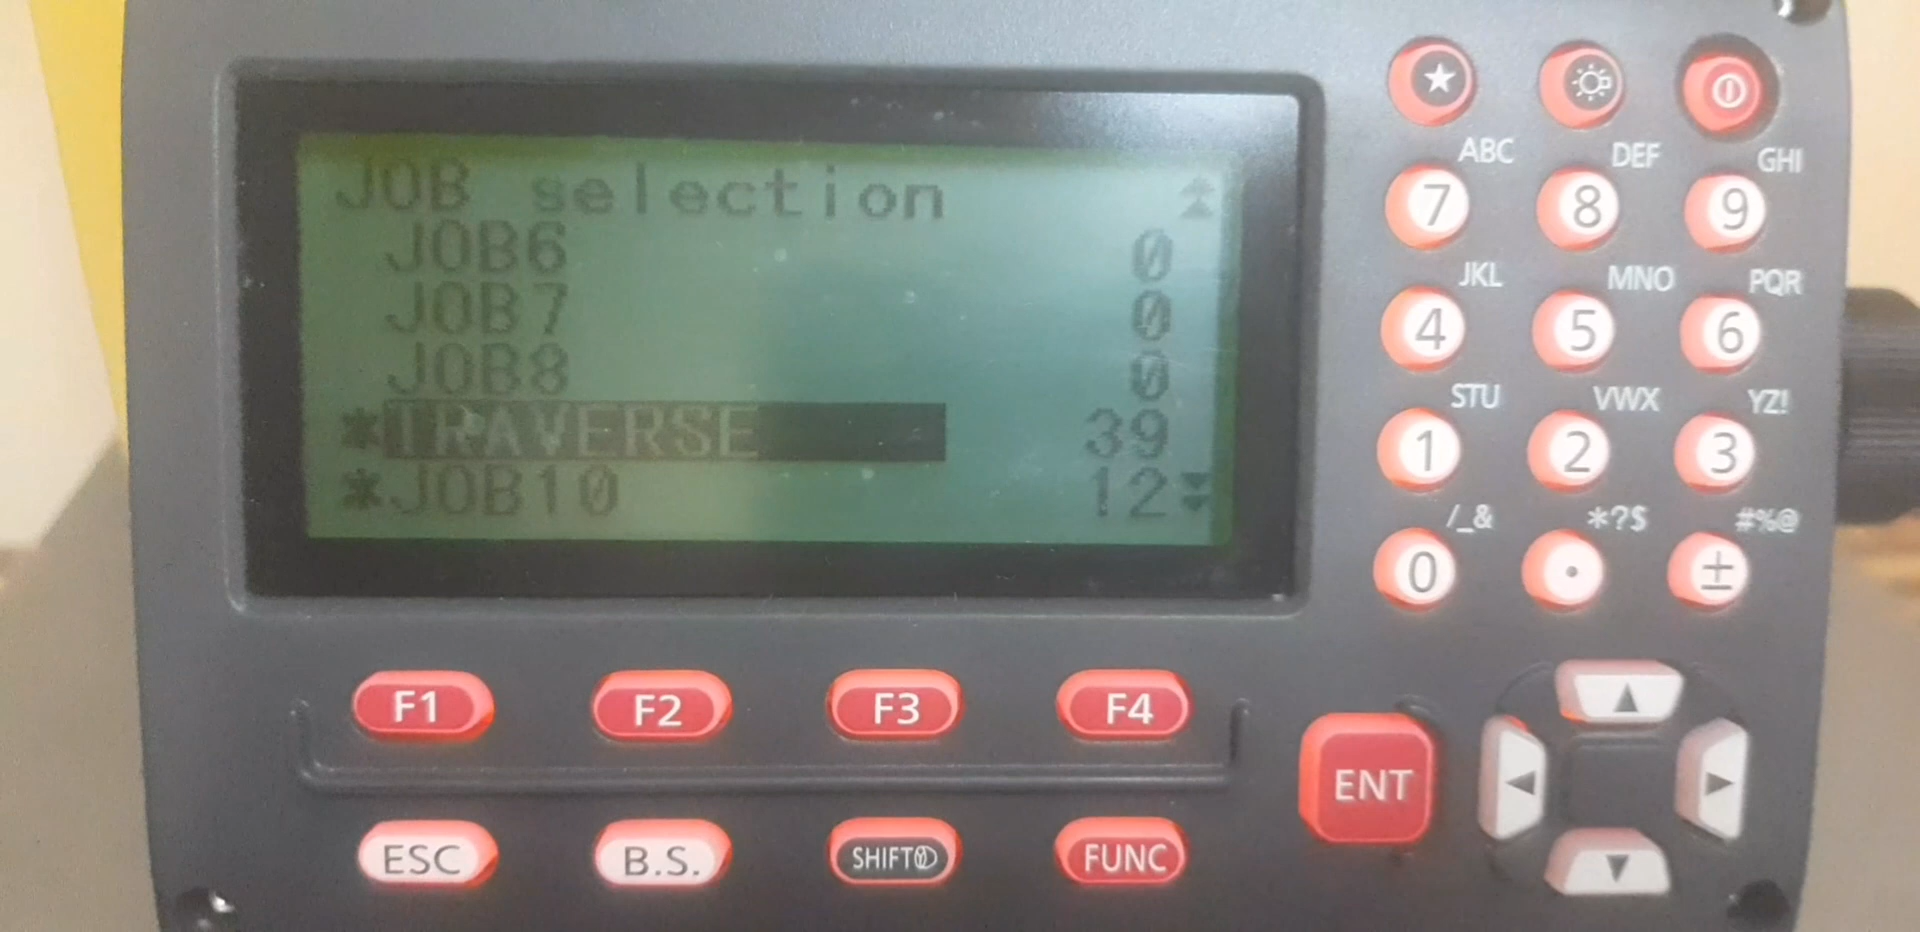 JOB selection
JOB6 0
JOB7 0
JOB8 0
*TRAVERSE 39
*JOB10 12
ABC DEF GHI
7 8 9
JKL MNO PQR
4 5 6
STU VWX YZ!
1 2 3
/_& *?$ #%@
0 . ±
F1 F2 F3 F4
ENT
ESC B.S. SHIFT FUNC